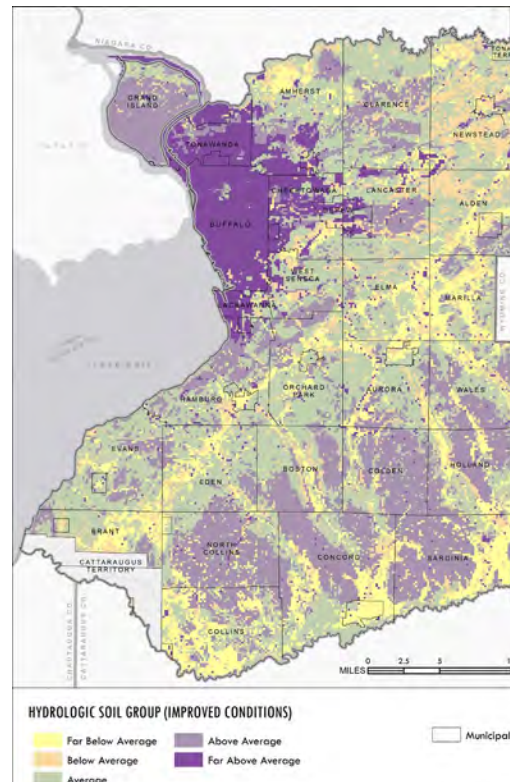 NIAGARA CO.
GRAND
ISLAND
AMHERST
CLARENCE
TONAWANDA
NEWSTEAD
CHEEKTOWAGA
LANCASTER
ALDEN
BUFFALO
WEST
SENECA
ELMA
MARILLA
WYOMING CO.
LACKAWANNA
ORCHARD
PARK
AURORA
WALES
HAMBURG
EVANS
EDEN
BOSTON
COLDEN
HOLLAND
BRANT
NORTH
COLLINS
CONCORD
SARDINIA
CATTARAUGUS
TERRITORY
COLLINS
CHAUTAUQUA CO.
CATTARAUGUS CO.
MILES
0 2.5 5
HYDROLOGIC SOIL GROUP (IMPROVED CONDITIONS)
Far Below Average
Above Average
Municipal
Below Average
Far Above Average
Average